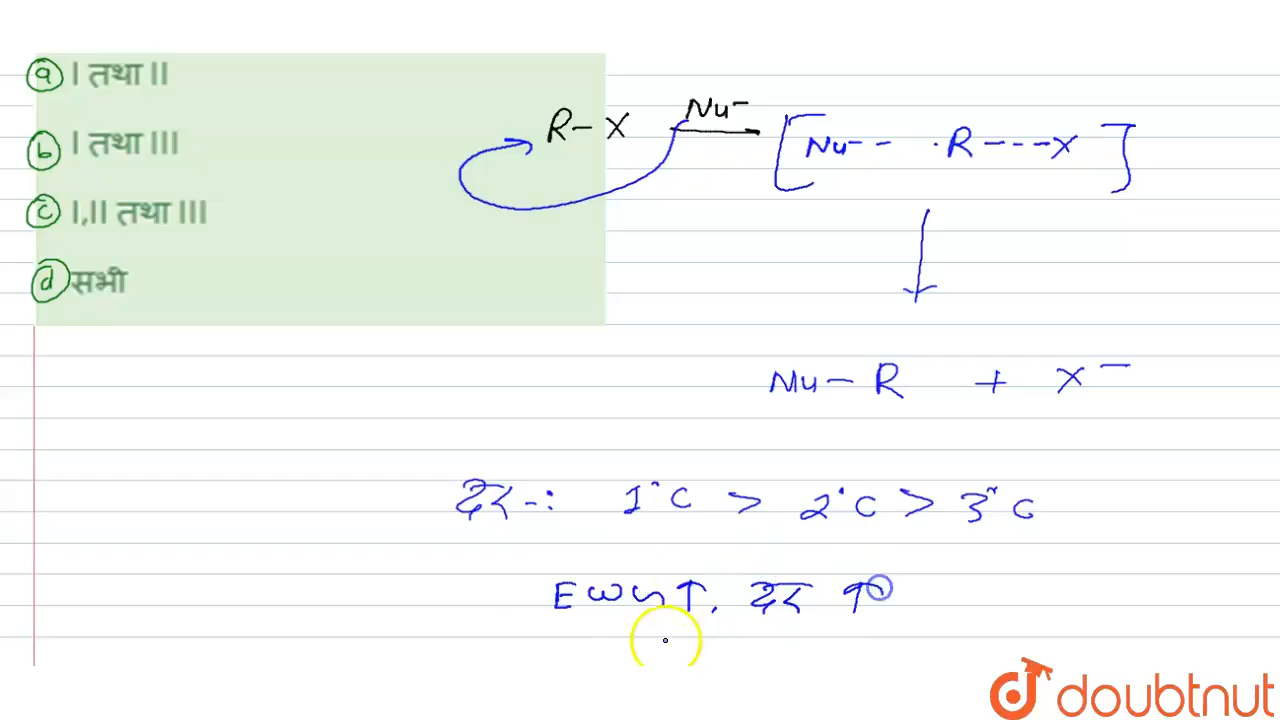 a I तथा II
b I तथा III
c I,II तथा III
d सभी
R- X Nu⁻ [Nu-- -R---X]
Nu- R + X⁻
दर -: 1°C > 2°C > 3°C
EWG ↑, दर ↑
doubtnut